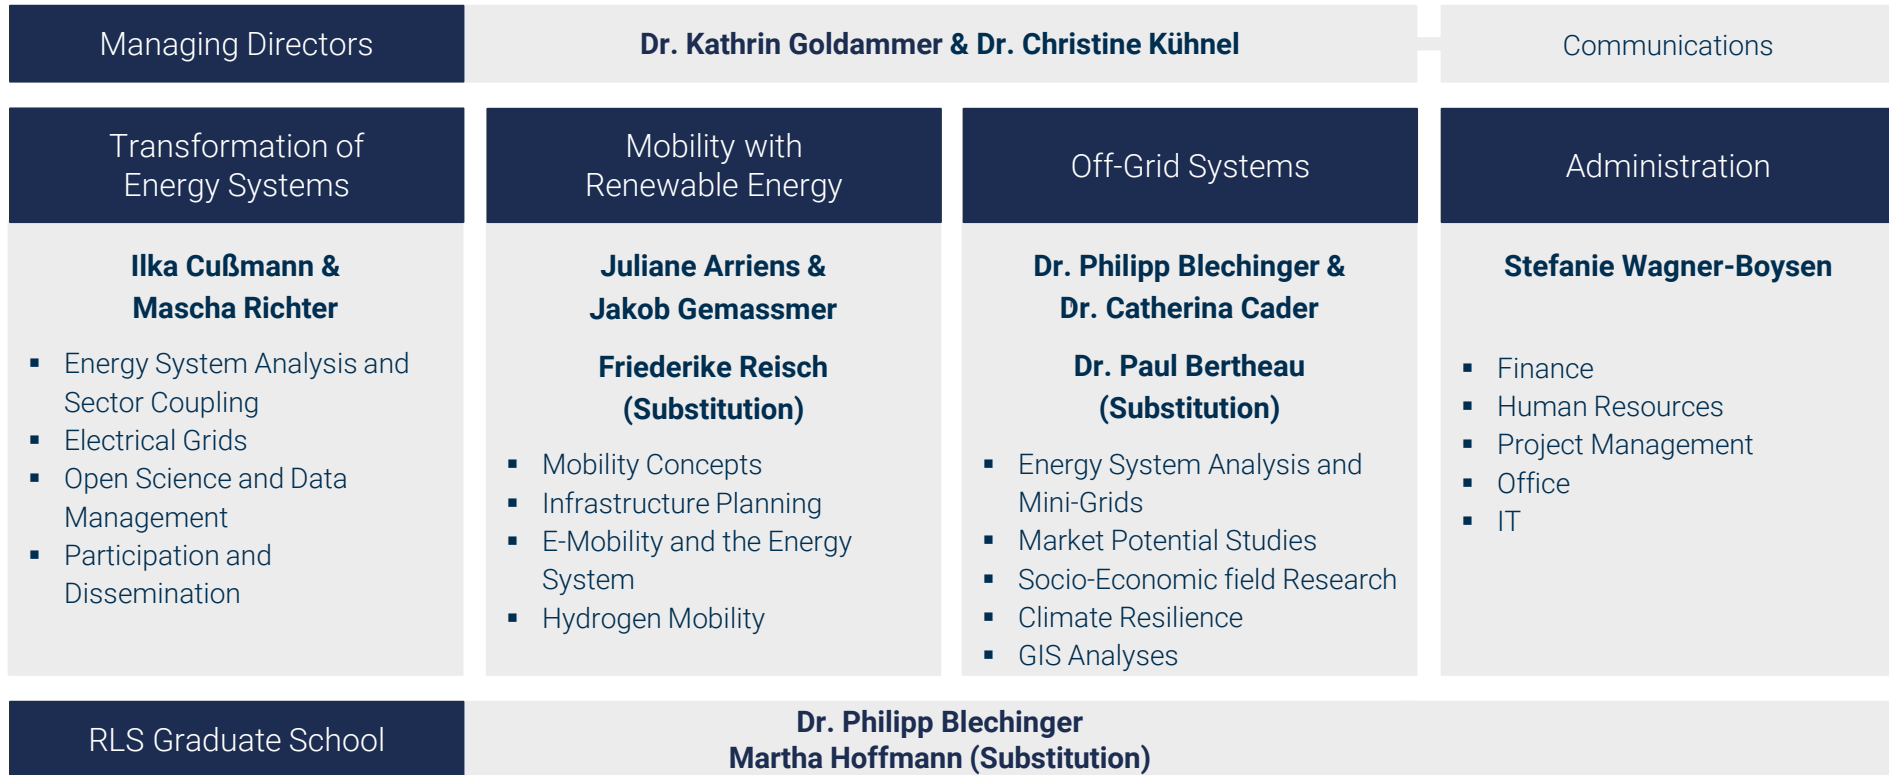 Managing Directors
Dr. Kathrin Goldammer & Dr. Christine Kühnel
Communications
Transformation of
Energy Systems
Ilka Cußmann &
Mascha Richter
▪ Energy System Analysis and
Sector Coupling
▪ Electrical Grids
▪ Open Science and Data
Management
▪ Participation and
Dissemination
Mobility with
Renewable Energy
Juliane Arriens &
Jakob Gemassmer
Friederike Reisch
(Substitution)
▪ Mobility Concepts
▪ Infrastructure Planning
▪ E-Mobility and the Energy
System
▪ Hydrogen Mobility
Off-Grid Systems
Dr. Philipp Blechinger &
Dr. Catherina Cader
Dr. Paul Bertheau
(Substitution)
▪ Energy System Analysis and
Mini-Grids
▪ Market Potential Studies
▪ Socio-Economic field Research
▪ Climate Resilience
▪ GIS Analyses
Administration
Stefanie Wagner-Boysen
▪ Finance
▪ Human Resources
▪ Project Management
▪ Office
▪ IT
RLS Graduate School
Dr. Philipp Blechinger
Martha Hoffmann (Substitution)